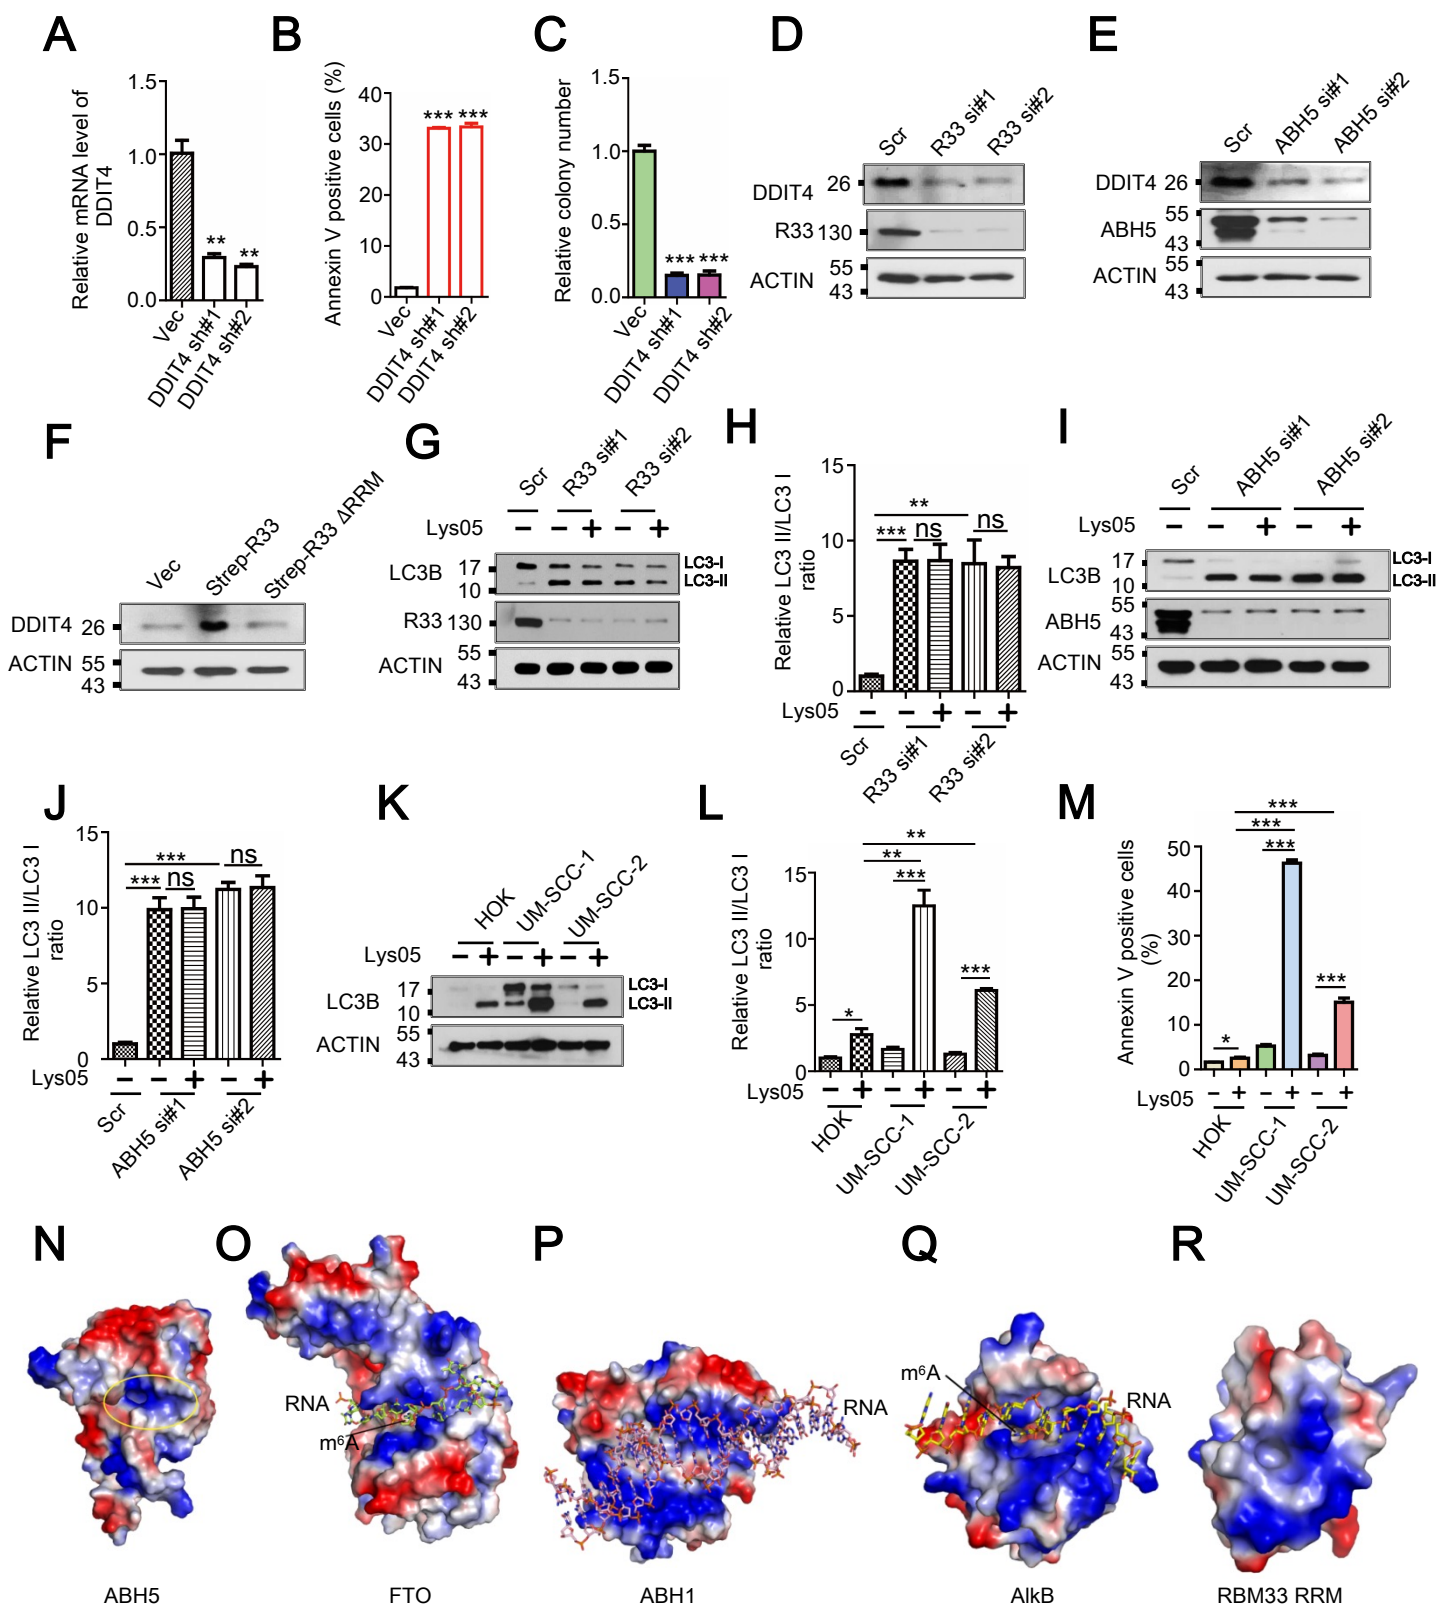 A
Relative mRNA level of
DDIT4
1.5
1.0
0.5
0.0
**
**
Vec
DDIT4 sh#1
DDIT4 sh#2
B
Annexin V positive cells (%)
40
30
20
10
0
***
***
Vec
DDIT4 sh#1
DDIT4 sh#2
C
Relative colony number
1.5
1.0
0.5
0.0
***
***
Vec
DDIT4 sh#1
DDIT4 sh#2
D
Scr
R33 si#1
R33 si#2
DDIT4 26
R33 130
ACTIN 55
43
E
Scr
ABH5 si#1
ABH5 si#2
DDIT4 26
55
ABH5
43
55
ACTIN
43
F
Vec
Strep-R33
Strep-R33 ΔRRM
DDIT4 26
ACTIN 55
43
G
Scr
R33 si#1
R33 si#2
Lys05 − − + − +
LC3B 17 LC3-I
10 LC3-II
R33 130
55
ACTIN
43
H
Relative LC3 II/LC3 I
ratio
15
10
5
0
**
*** ns ns
Lys05 − − + − +
Scr
R33 si#1
R33 si#2
I
Scr
ABH5 si#1
ABH5 si#2
Lys05 − − + − +
LC3B 17 LC3-I
10 LC3-II
55
ABH5
43
55
ACTIN
43
J
Relative LC3 II/LC3 I
ratio
15
10
5
0
*** ns
*** ns
Lys05 − − + − +
Scr
ABH5 si#1
ABH5 si#2
K
HOK
UM-SCC-1
UM-SCC-2
Lys05 − + − + − +
LC3B 17 LC3-I
10 LC3-II
55
ACTIN
43
L
Relative LC3 II/LC3 I
ratio
15
10
5
0
**
**
***
***
*
Lys05 − + − + − +
HOK
UM-SCC-1
UM-SCC-2
M
Annexin V positive cells
(%)
50
40
30
20
10
0
***
***
***
***
*
Lys05 − + − + − +
HOK
UM-SCC-1
UM-SCC-2
N
ABH5
O
RNA
m⁶A
FTO
P
RNA
ABH1
Q
m⁶A
RNA
AlkB
R
RBM33 RRM